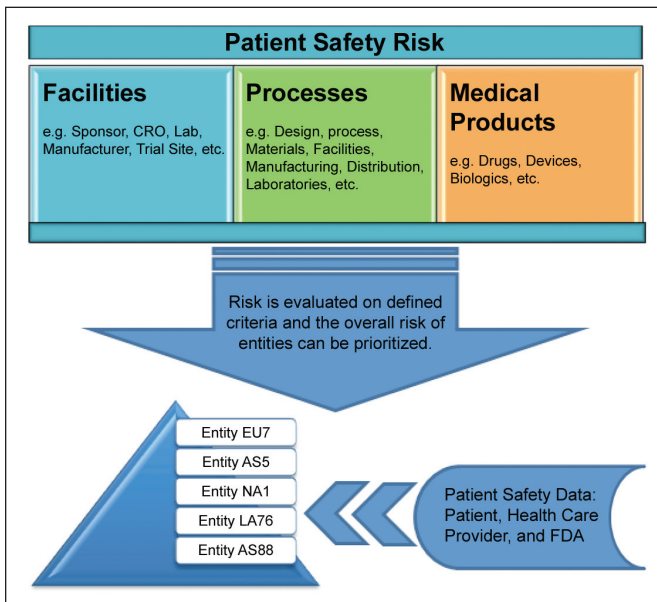 Patient Safety Risk
Facilities
e.g. Sponsor, CRO, Lab,
Manufacturer, Trial Site, etc.
Processes
e.g. Design, process,
Materials, Facilities,
Manufacturing, Distribution,
Laboratories, etc.
Medical
Products
e.g. Drugs, Devices,
Biologics, etc.
Risk is evaluated on defined
criteria and the overall risk of
entities can be prioritized.
Entity EU7
Entity AS5
Entity NA1
Entity LA76
Entity AS88
Patient Safety Data:
Patient, Health Care
Provider, and FDA